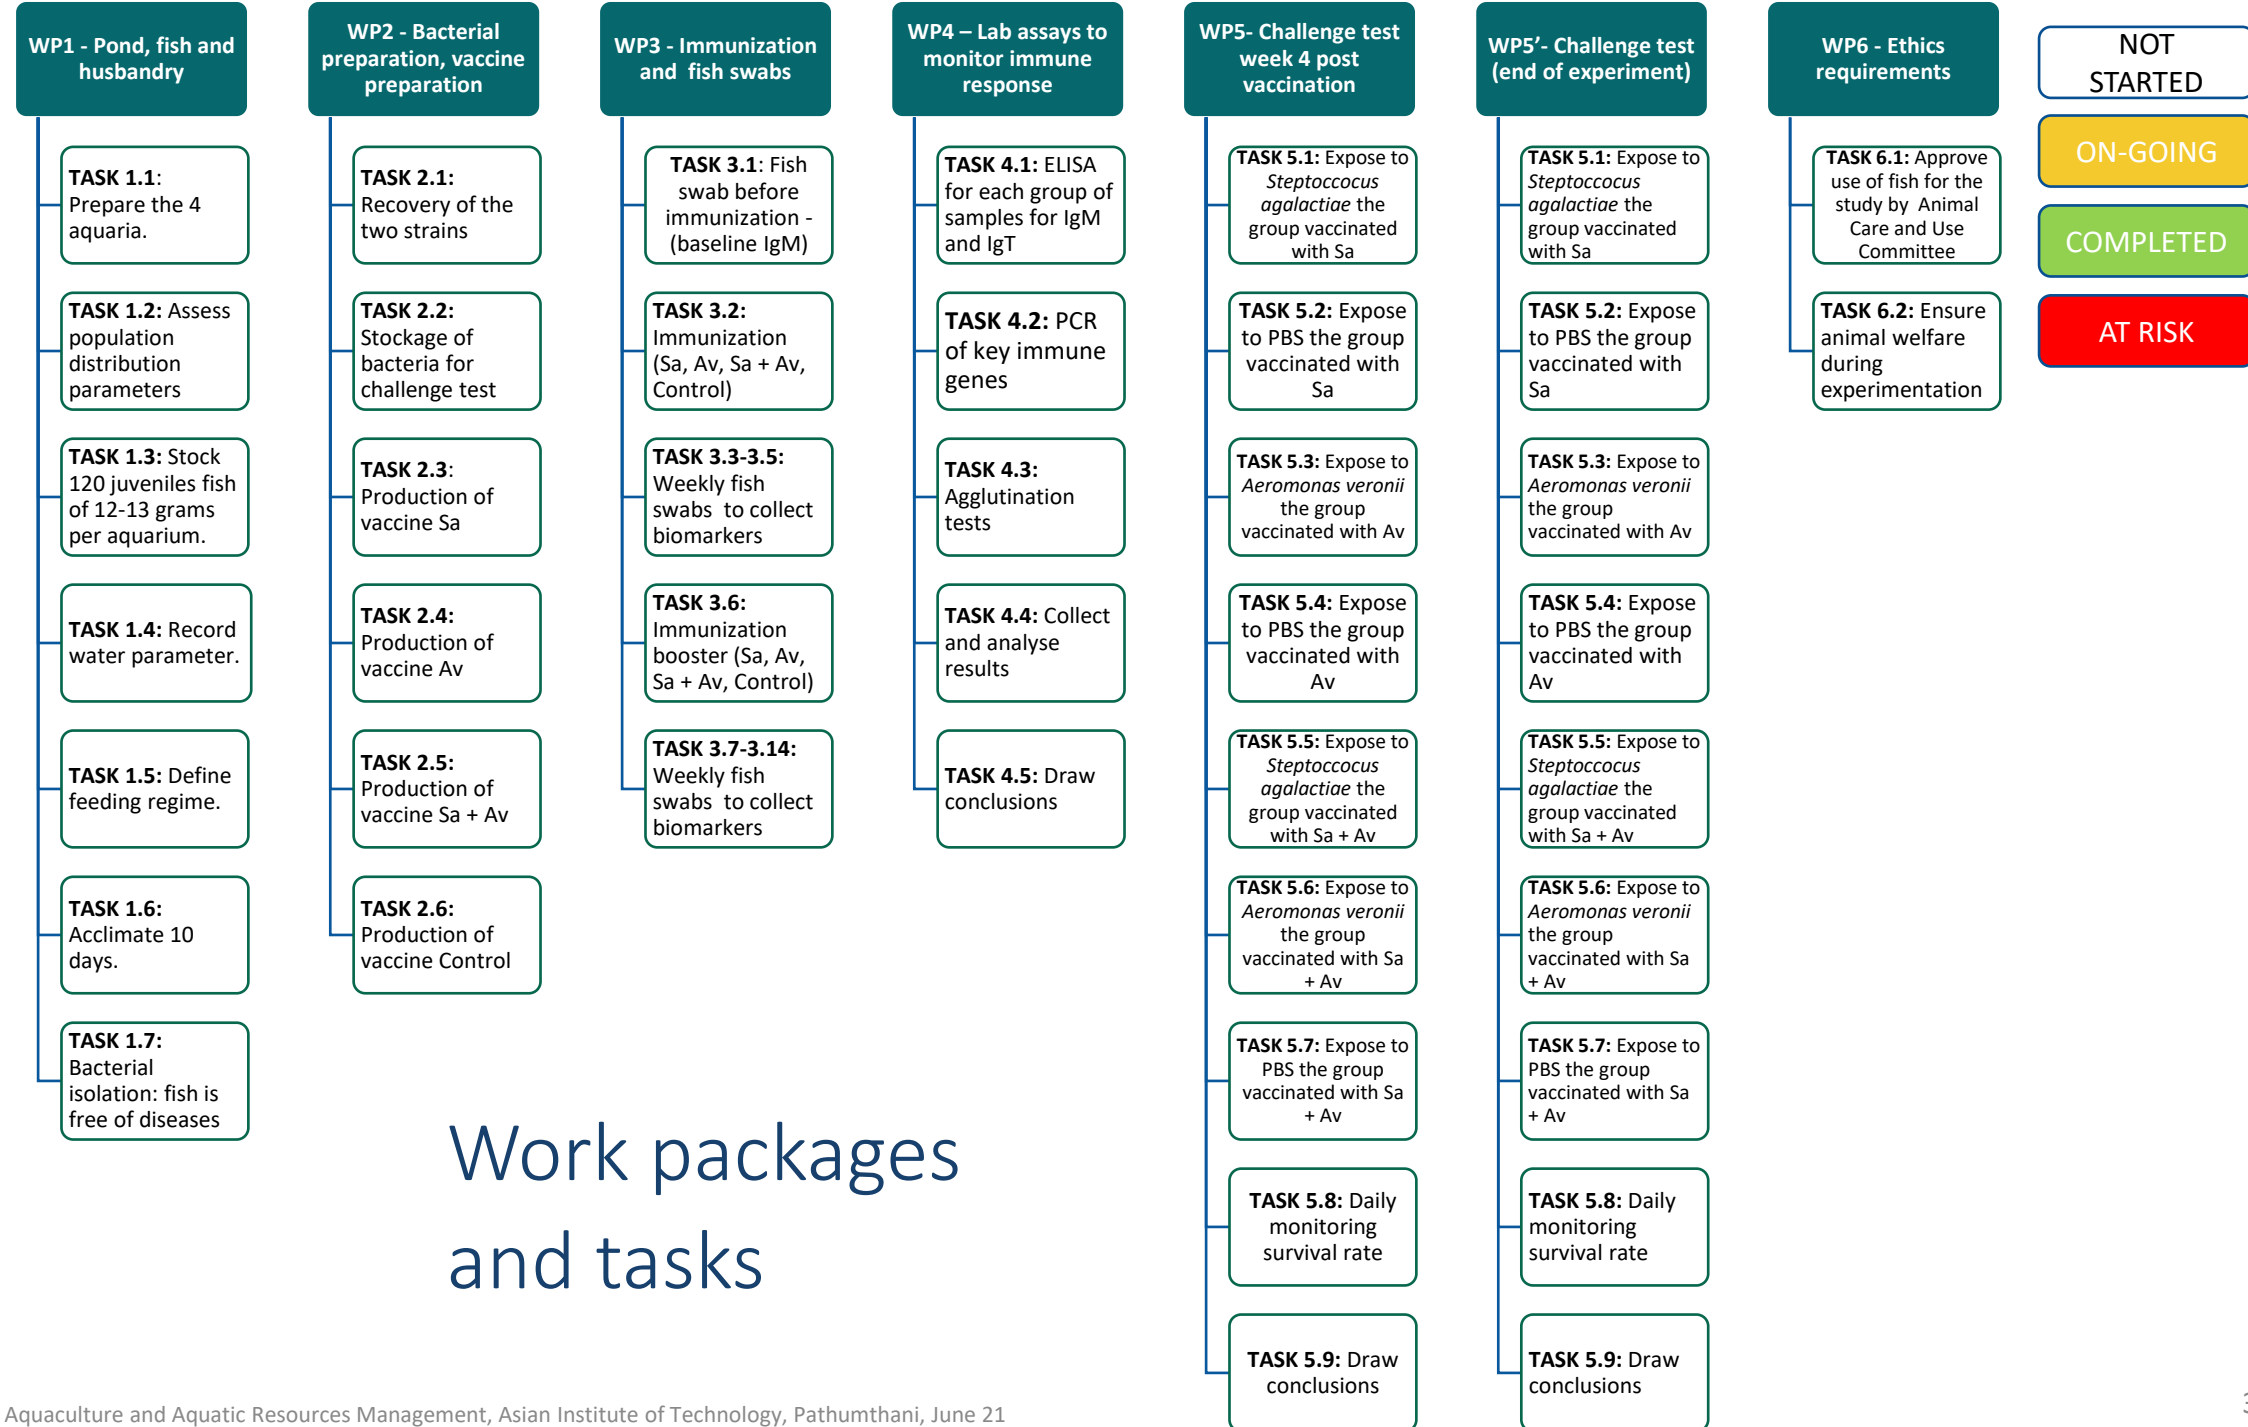 WP1 - Pond, fish and
husbandry
TASK 1.1:
Prepare the 4
aquaria.
TASK 1.2: Assess
population
distribution
parameters
TASK 1.3: Stock
120 juveniles fish
of 12-13 grams
per aquarium.
TASK 1.4: Record
water parameter.
TASK 1.5: Define
feeding regime.
TASK 1.6:
Acclimate 10
days.
TASK 1.7:
Bacterial
isolation: fish is
free of diseases
WP2 - Bacterial
preparation, vaccine
preparation
TASK 2.1:
Recovery of the
two strains
TASK 2.2:
Stockage of
bacteria for
challenge test
TASK 2.3:
Production of
vaccine Sa
TASK 2.4:
Production of
vaccine Av
TASK 2.5:
Production of
vaccine Sa + Av
TASK 2.6:
Production of
vaccine Control
WP3 - Immunization
and fish swabs
TASK 3.1: Fish
swab before
immunization -
(baseline IgM)
TASK 3.2:
Immunization
(Sa, Av, Sa + Av,
Control)
TASK 3.3-3.5:
Weekly fish
swabs to collect
biomarkers
TASK 3.6:
Immunization
booster (Sa, Av,
Sa + Av, Control)
TASK 3.7-3.14:
Weekly fish
swabs to collect
biomarkers
WP4 – Lab assays to
monitor immune
response
TASK 4.1: ELISA
for each group of
samples for IgM
and IgT
TASK 4.2: PCR
of key immune
genes
TASK 4.3:
Agglutination
tests
TASK 4.4: Collect
and analyse
results
TASK 4.5: Draw
conclusions
WP5- Challenge test
week 4 post
vaccination
TASK 5.1: Expose to
Steptoccocus
agalactiae the
group vaccinated
with Sa
TASK 5.2: Expose
to PBS the group
vaccinated with
Sa
TASK 5.3: Expose to
Aeromonas veronii
the group
vaccinated with Av
TASK 5.4: Expose
to PBS the group
vaccinated with
Av
TASK 5.5: Expose to
Steptoccocus
agalactiae the
group vaccinated
with Sa + Av
TASK 5.6: Expose to
Aeromonas veronii
the group
vaccinated with Sa
+ Av
TASK 5.7: Expose to
PBS the group
vaccinated with Sa
+ Av
TASK 5.8: Daily
monitoring
survival rate
TASK 5.9: Draw
conclusions
WP5’- Challenge test
(end of experiment)
TASK 5.1: Expose to
Steptoccocus
agalactiae the
group vaccinated
with Sa
TASK 5.2: Expose
to PBS the group
vaccinated with
Sa
TASK 5.3: Expose to
Aeromonas veronii
the group
vaccinated with Av
TASK 5.4: Expose
to PBS the group
vaccinated with
Av
TASK 5.5: Expose to
Steptoccocus
agalactiae the
group vaccinated
with Sa + Av
TASK 5.6: Expose to
Aeromonas veronii
the group
vaccinated with Sa
+ Av
TASK 5.7: Expose to
PBS the group
vaccinated with Sa
+ Av
TASK 5.8: Daily
monitoring
survival rate
TASK 5.9: Draw
conclusions
WP6 - Ethics
requirements
TASK 6.1: Approve
use of fish for the
study by Animal
Care and Use
Committee
TASK 6.2: Ensure
animal welfare
during
experimentation
NOT
STARTED
ON-GOING
COMPLETED
AT RISK
Work packages
and tasks
Aquaculture and Aquatic Resources Management, Asian Institute of Technology, Pathumthani, June 21